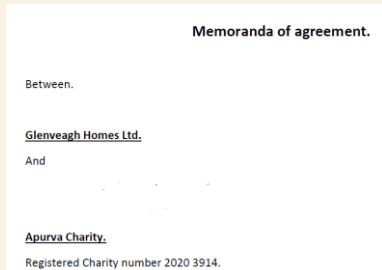 Memoranda of agreement.
Between.
Glenveagh Homes Ltd.
And
Apurva Charity.
Registered Charity number 2020 3914.